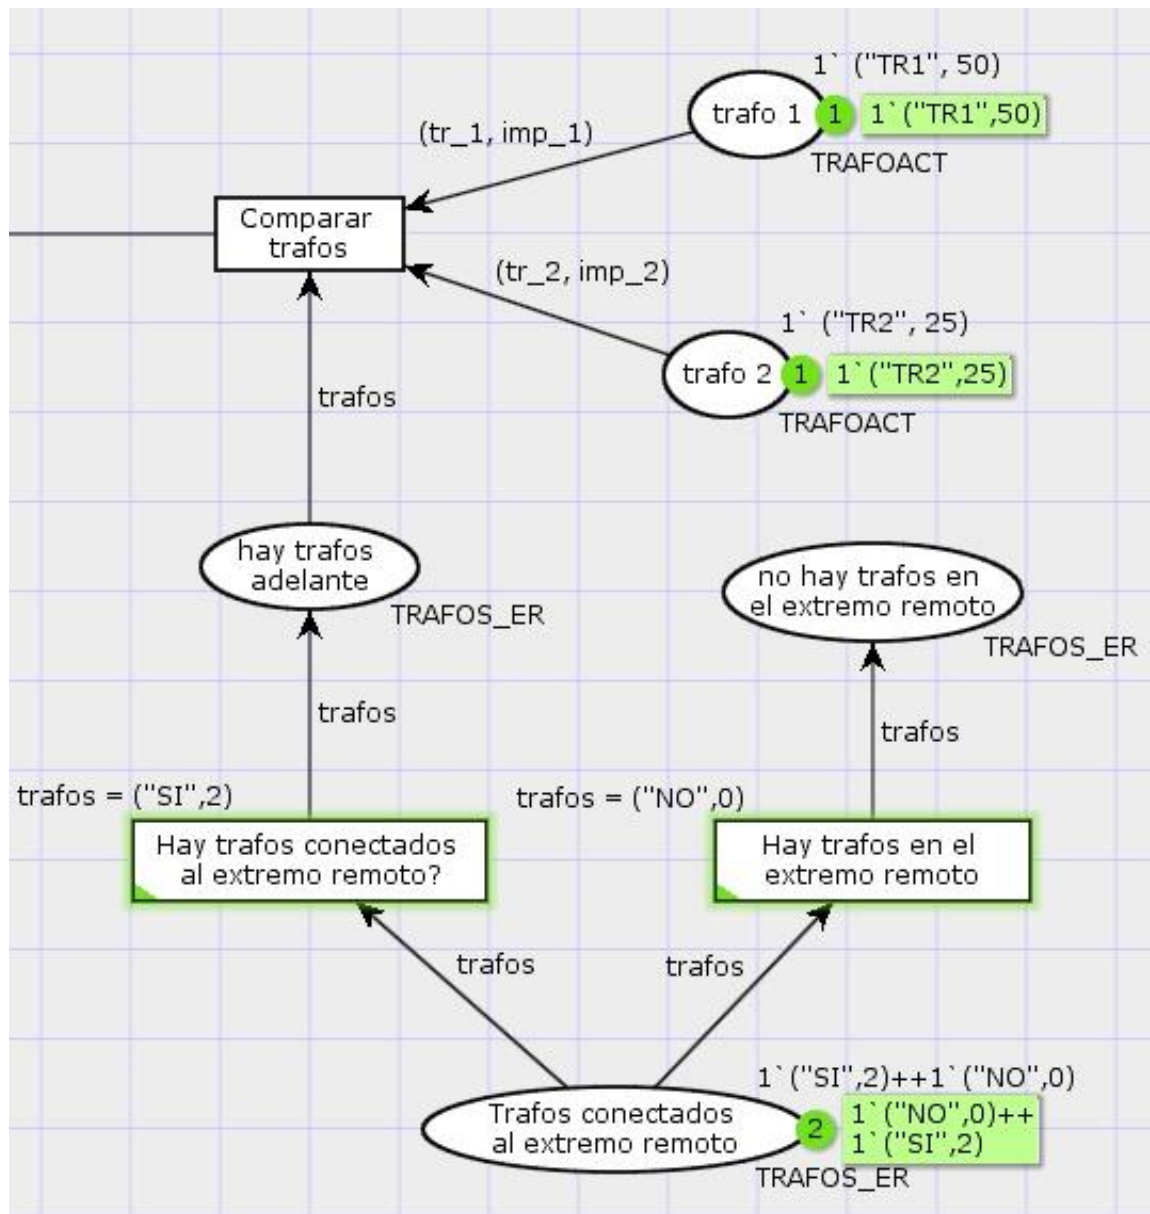 1` ("TR1", 50)
trafo 1
1
1`("TR1",50)
TRAFOACT
(tr_1, imp_1)
Comparar
trafos
(tr_2, imp_2)
1` ("TR2", 25)
trafo 2
1
1`("TR2",25)
TRAFOACT
trafos
hay trafos
adelante
TRAFOS_ER
no hay trafos en
el extremo remoto
TRAFOS_ER
trafos
trafos
trafos = ("SI",2)
trafos = ("NO",0)
Hay trafos conectados
al extremo remoto?
Hay trafos en el
extremo remoto
trafos
trafos
1`("SI",2)++1`("NO",0)
Trafos conectados
al extremo remoto
2
1`("NO",0)++
1`("SI",2)
TRAFOS_ER